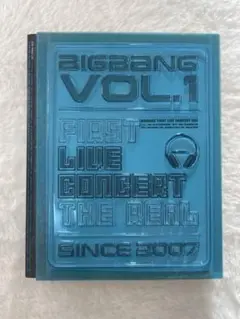 BIGBANG
VOL.1
FIRST
LIVE
CONCERT
THE REAL
SINCE 2007